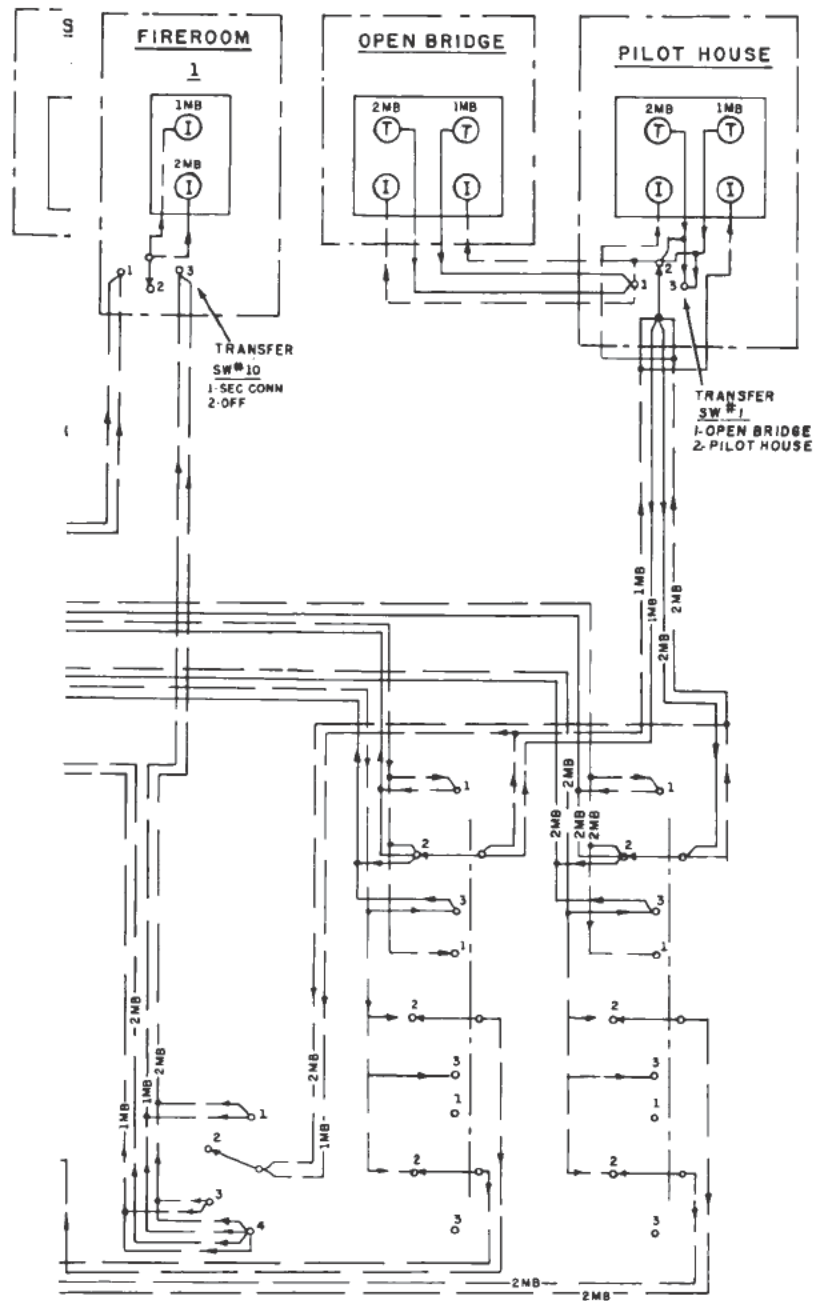 S
FIREROOM
1
1MB
I
2MB
I
1
2
3
TRANSFER
SW#10
1-SEC CONN
2-OFF
OPEN BRIDGE
2MB
1MB
T
T
I
I
PILOT HOUSE
2MB
1MB
T
T
I
I
1
2
3
TRANSFER
SW#1
1-OPEN BRIDGE
2-PILOT HOUSE
1MB
1MB
2MB
2MB
2MB
2MB
2MB
2MB
2MB
1
2
3
1
2
3
1
2
3
1
2
3
1
2
3
1
2
3
2MB
1MB
1MB
2MB
2MB
1MB
1
2
3
4
2MB
2MB